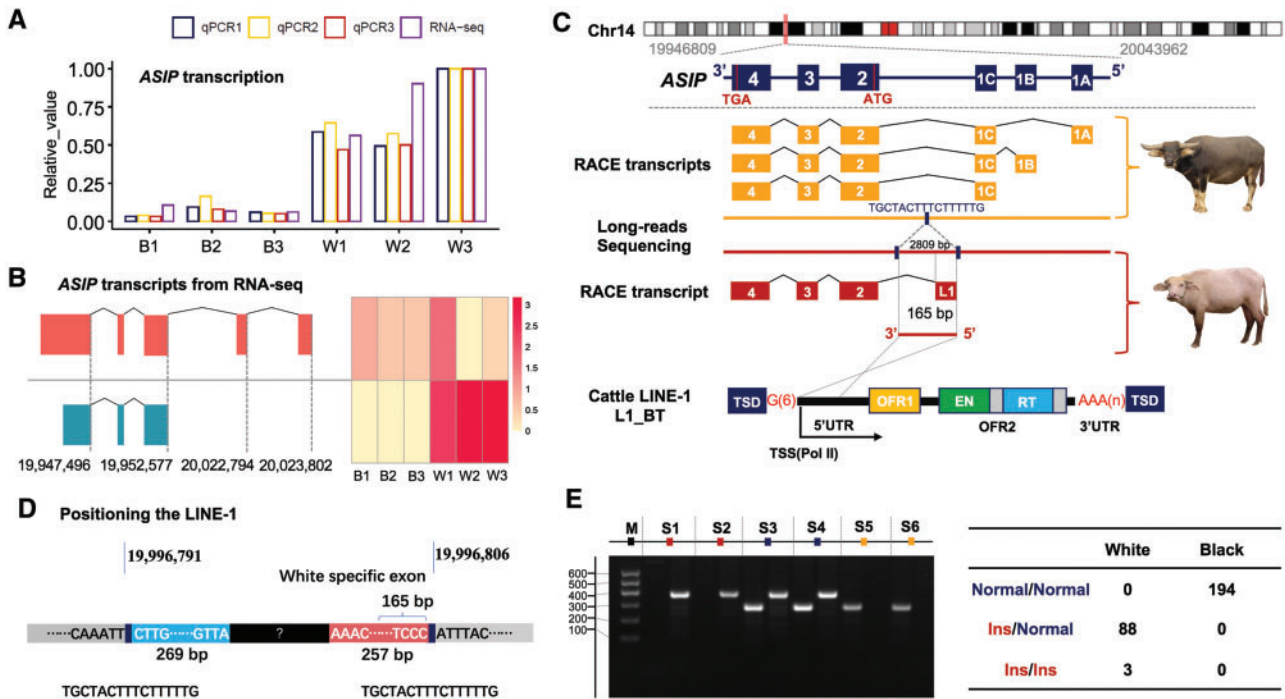 A
qPCR1 qPCR2 qPCR3 RNA-seq
ASIP transcription
Relative_value
1.00
0.75
0.50
0.25
0.00
B1 B2 B3 W1 W2 W3
B
ASIP transcripts from RNA-seq
3
2.5
2
1.5
1
0.5
0
19,947,496 19,952,577 20,022,794 20,023,802
B1 B2 B3 W1 W2 W3
C
Chr14
19946809 20043962
ASIP 3' 4 3 2 1C 1B 1A 5'
TGA ATG
4 3 2 1C 1A
RACE transcripts 4 3 2 1C 1B
4 3 2 1C
TGCTACTTTCTTTTTG
Long-reads
Sequencing
2809 bp
RACE transcript 4 3 2 L1
165 bp
3' 5'
Cattle LINE-1
L1_BT
TSD G(6) OFR1 EN RT AAA(n) TSD
5'UTR OFR2 3'UTR
TSS(Pol II)
D Positioning the LINE-1
19,996,791 19,996,806
White specific exon
165 bp
······CAAATT CTTG······GTTA ? AAAC······TCCC ATTTAC······
269 bp 257 bp
TGCTACTTTCTTTTTG TGCTACTTTCTTTTTG
E
M S1 S2 S3 S4 S5 S6
600
500
400
300
200
100
White Black
Normal/Normal 0 194
Ins/Normal 88 0
Ins/Ins 3 0